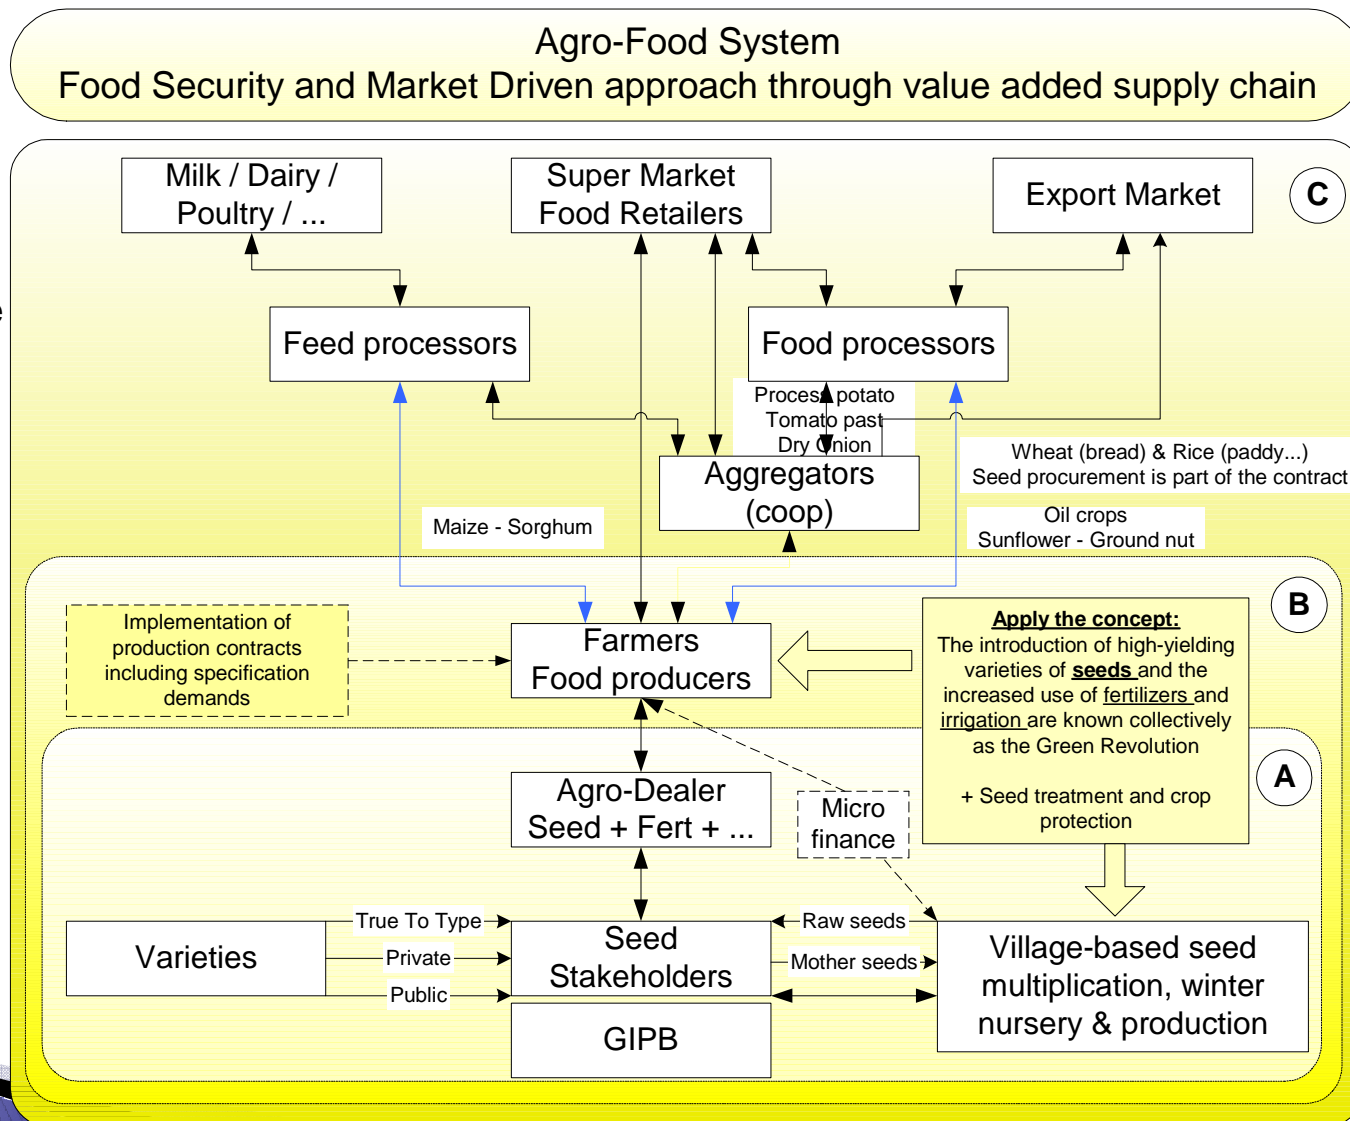 Agro-Food System
Food Security and Market Driven approach through value added supply chain
Milk / Dairy /
Poultry / ...
Super Market
Food Retailers
Export Market
C
e
Feed processors
Food processors
Process potato
Tomato past
Dry Onion
Aggregators
(coop)
Wheat (bread) & Rice (paddy...)
Seed procurement is part of the contract
Maize - Sorghum
Oil crops
Sunflower - Ground nut
B
Implementation of
production contracts
including specification
demands
Farmers
Food producers
Apply the concept:
The introduction of high-yielding
varieties of seeds and the
increased use of fertilizers and
irrigation are known collectively
as the Green Revolution
+ Seed treatment and crop
protection
A
Agro-Dealer
Seed + Fert + ...
Micro
finance
Varieties
True To Type
Private
Public
Seed
Stakeholders
Raw seeds
Mother seeds
Village-based seed
multiplication, winter
nursery & production
GIPB